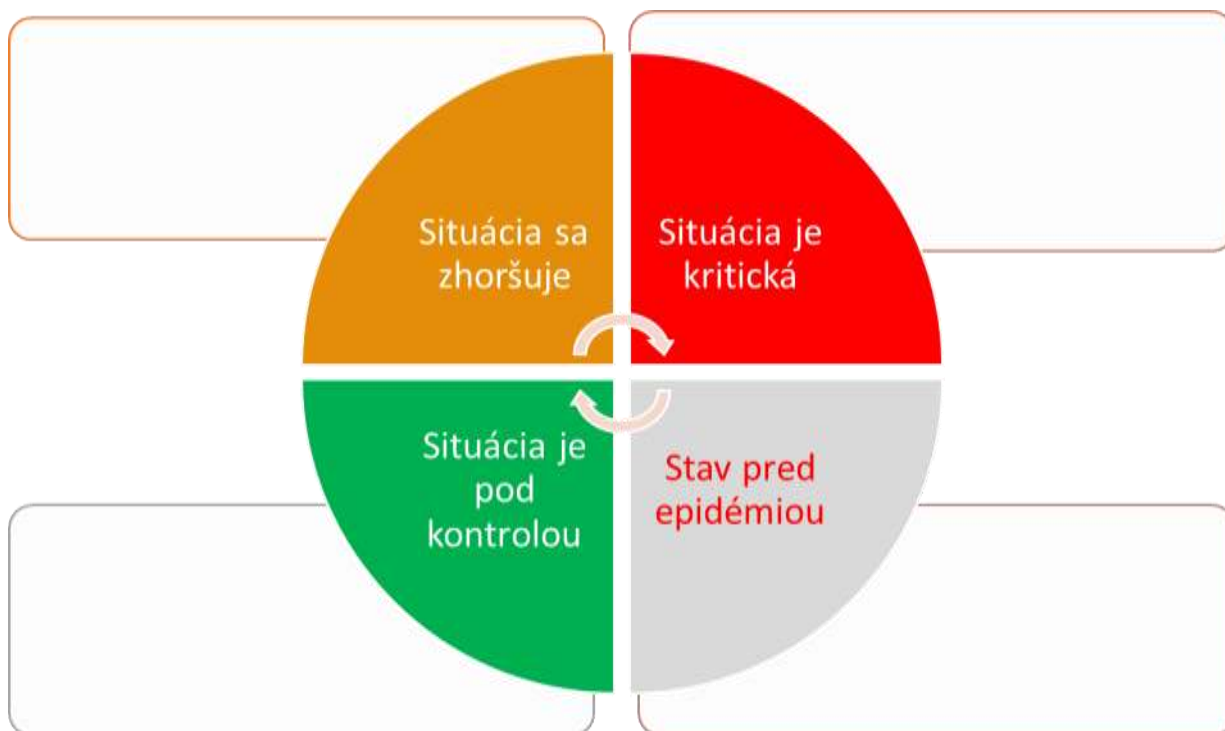 Situácia sa
zhoršuje
Situácia je
kritická
Situácia je
pod
kontrolou
Stav pred
epidémiou